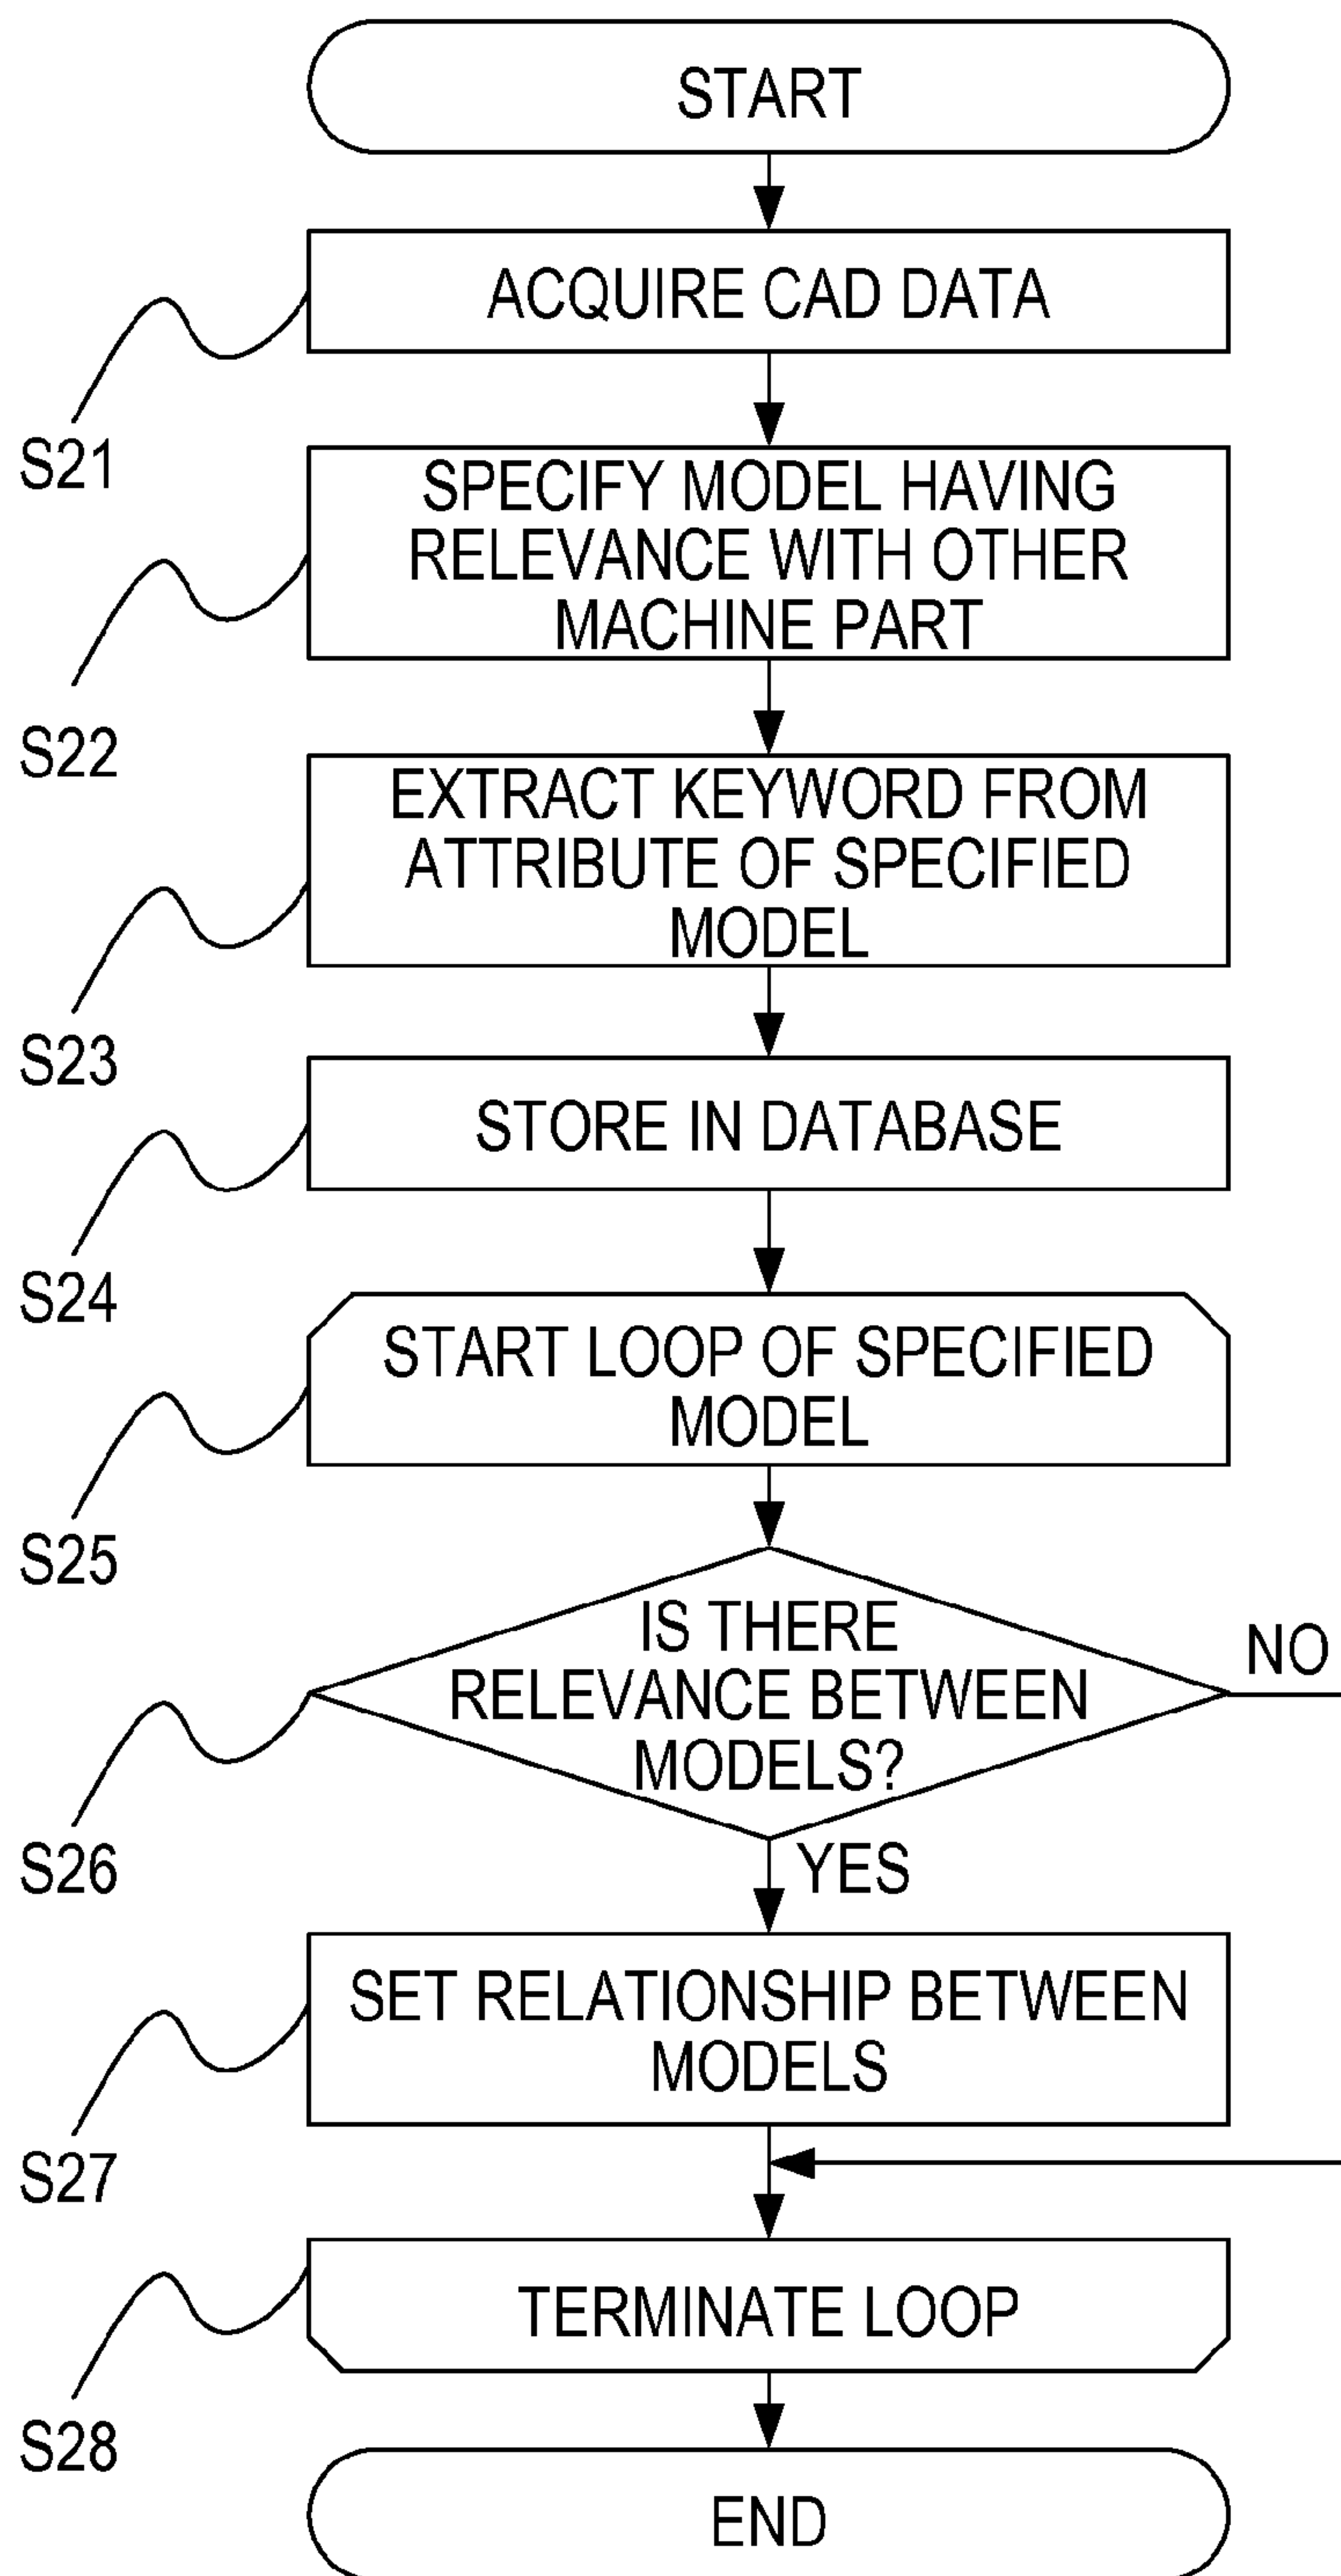 START
ACQUIRE CAD DATA
S21
SPECIFY MODEL HAVING
RELEVANCE WITH OTHER
MACHINE PART
S22
EXTRACT KEYWORD FROM
ATTRIBUTE OF SPECIFIED
MODEL
S23
STORE IN DATABASE
S24
START LOOP OF SPECIFIED
MODEL
S25
IS THERE
RELEVANCE BETWEEN
MODELS?
NO
S26
YES
SET RELATIONSHIP BETWEEN
MODELS
S27
TERMINATE LOOP
S28
END